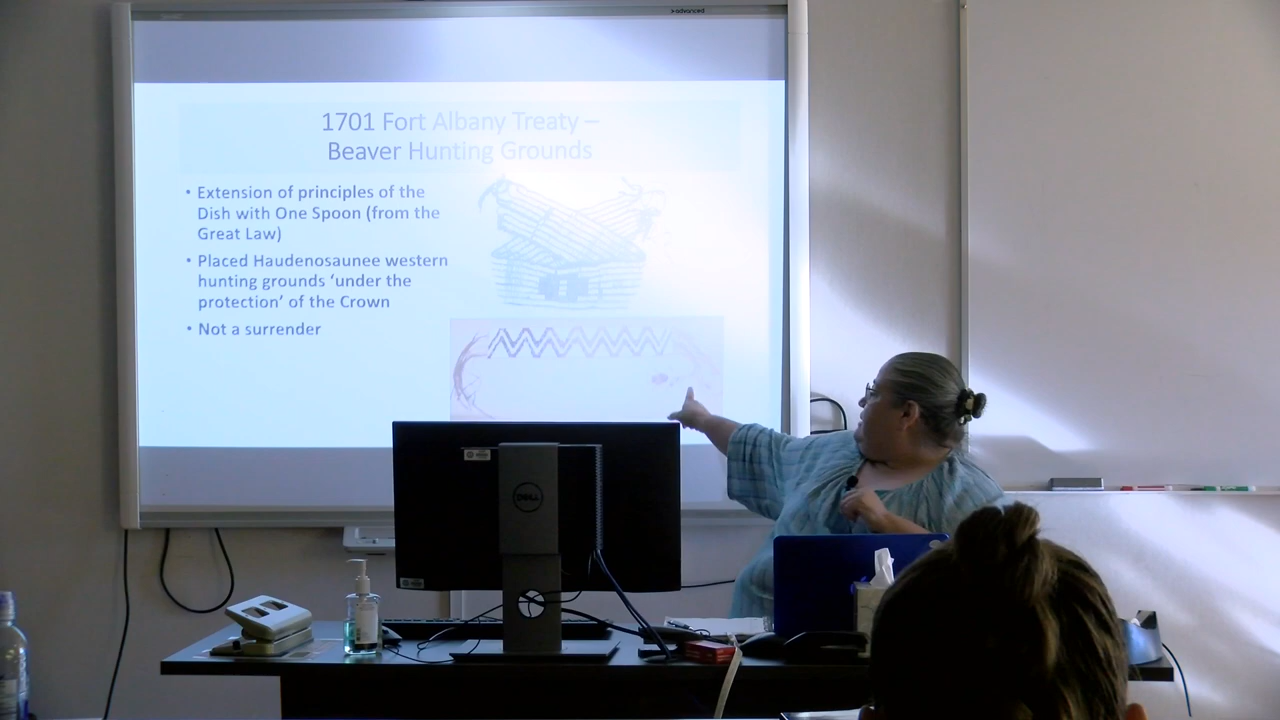 >advanced
1701 Fort Albany Treaty –
Beaver Hunting Grounds
• Extension of principles of the
Dish with One Spoon (from the
Great Law)
• Placed Haudenosaunee western
hunting grounds ‘under the
protection’ of the Crown
• Not a surrender
DELL